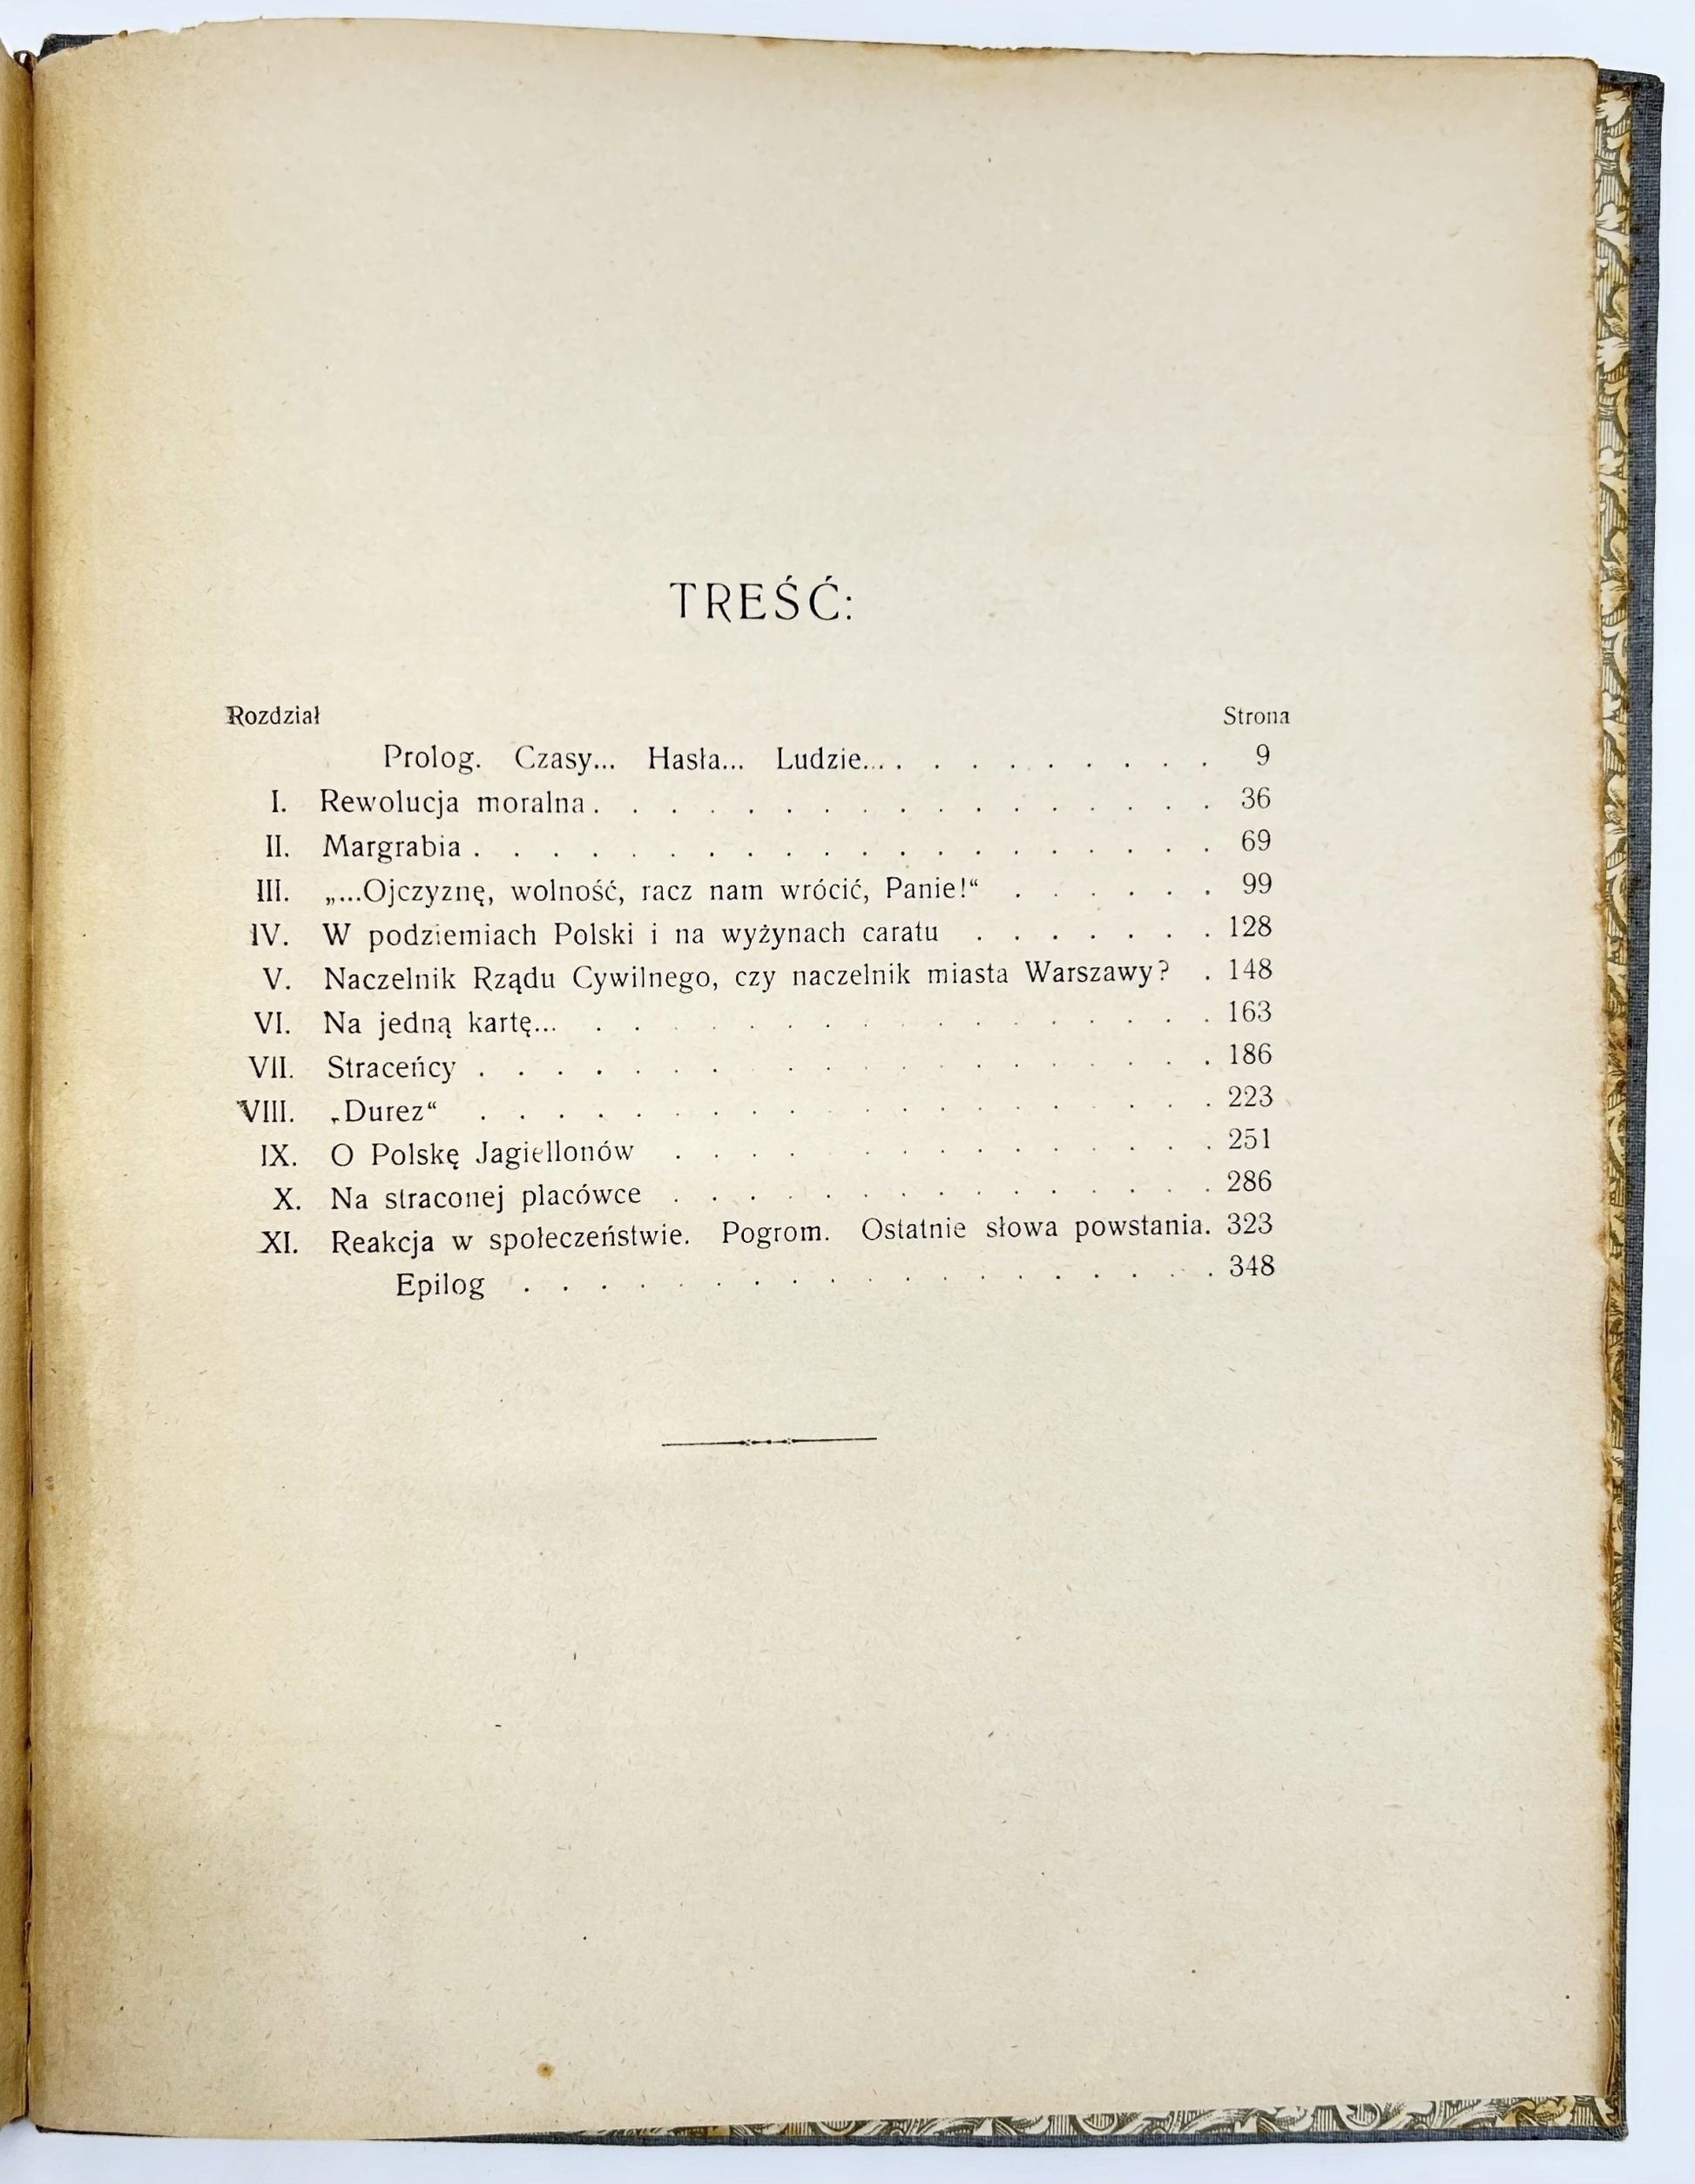 TREŚĆ:
Rozdział Strona
Prolog. Czasy... Hasła... Ludzie... . . . . . . . . . . 9
I. Rewolucja moralna . . . . . . . . . . . . . . . . . 36
II. Margrabia . . . . . . . . . . . . . . . . . . . . 69
III. „...Ojczyznę, wolność, racz nam wrócić, Panie!“ . . . . . . 99
IV. W podziemiach Polski i na wyżynach caratu . . . . . . . 128
V. Naczelnik Rządu Cywilnego, czy naczelnik miasta Warszawy? . 148
VI. Na jedną kartę... . . . . . . . . . . . . . . . . . 163
VII. Straceńcy . . . . . . . . . . . . . . . . . . . . 186
VIII. „Durez“ . . . . . . . . . . . . . . . . . . . . 223
IX. O Polskę Jagiellonów . . . . . . . . . . . . . . . 251
X. Na straconej placówce . . . . . . . . . . . . . . . 286
XI. Reakcja w społeczeństwie. Pogrom. Ostatnie słowa powstania. 323
Epilog . . . . . . . . . . . . . . . . . . . 348